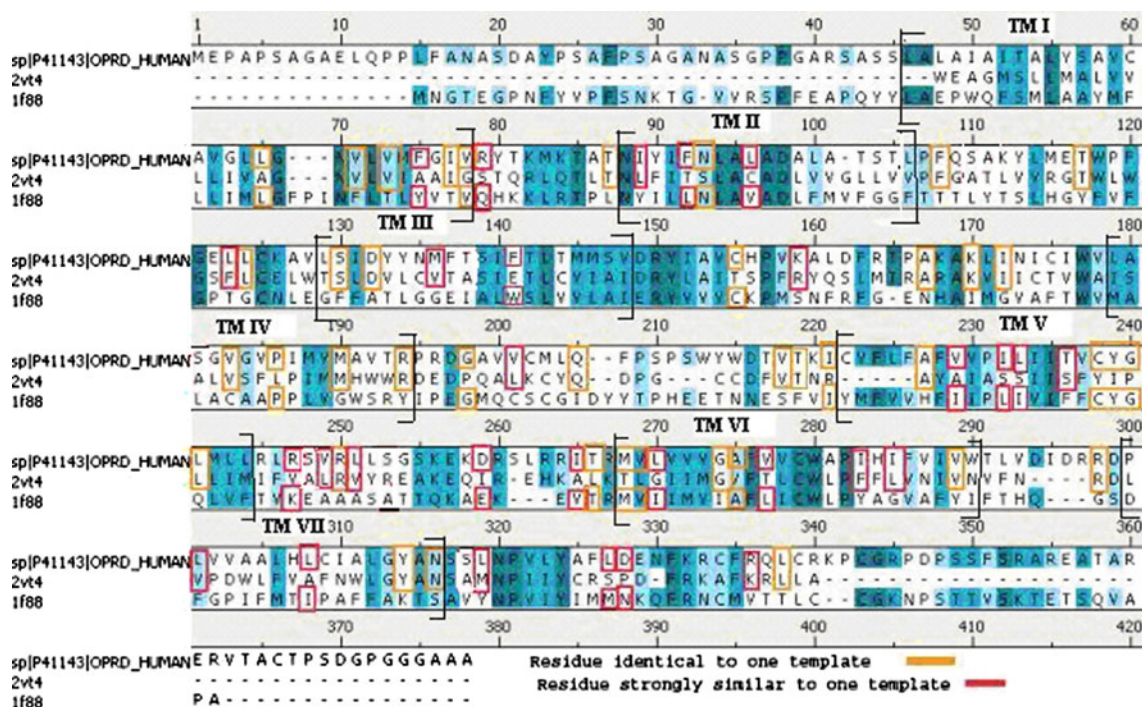 1 10 20 30 40 50 60
TM I
sp|P41143|OPRD_HUMAN MEPAPSAGAELQPPLFANASDAYPSAFPSAGANASGPPGARSASSLALAIAITALYSAVC
2vt4 -----------------------------------------------WEAGMSLLMALVV
1f88 --------------MNGTEGPNFYVPFSNKTG-VVRSPFEAPQYYLAEPWQFSMLAAYMF
70 80 90 100 110 120
TM II
sp|P41143|OPRD_HUMAN AVGLLG---AVLVMFGIVRYTKMKTATNIYIFNLALADALA-TSTLPFQSAKYLMETWPF
2vt4 LLIVAG---NVLVIAAIGSTQRLQTLTNLFITSLACADLVVGLLVVPFGATLVVRGTWLW
1f88 LLIMLGFPINFLTLYVTVQHKKLRTPLNYILLNLAVADLFMVFGGFTTTLYTSLHGYFVF
130 140 150 160 170 180
TM III
sp|P41143|OPRD_HUMAN GELLCKAVLSIDYYNMFTSIFTLTMMSVDRYIAVCHPVKALDFRTPAKAKLINICIWVLA
2vt4 GSFLCELWTSIDVLCVTASIETLCVIAIDRYLAITSPFRYQSLMTRARAKVIICTVWAIS
1f88 GPTGCNLEGFFATLGGEIALWSLVVLAIERYVVVCKPMSNFRFG-ENHAIMGVAFTWVMA
TM IV
190 200 210 220 230 240
TM V
sp|P41143|OPRD_HUMAN SGVGVPIMVMAVTRPRDGAVVCMLQ--FPSPSWYWDTVTKICVFLFAFVVPILIITVCYG
2vt4 ALVSFLPIMMHWWRDEDPQALKCYQ--DPG---CCDFVTNR-----AYAIASSIISFYIP
1f88 LACAAPPLVGWSRYIPEGMQCSCGIDYYTPHEETNNESFVIYMFVVHFIIPLIVIFFCYG
250 260 270 280 290 300
TM VI
sp|P41143|OPRD_HUMAN LMLLRLRSVRLLSGSKEKDRSLRRITRMVLVVVGAFVVCWAPIHIFVIVWTLVDIDRRDP
2vt4 LLIMIFVALRVYREAKEQIR-EHKALKTLGIIMGVFTLCWLPFFLVNIVNVFN---RDL
1f88 QLVFTVKEAAASATTQKAEK---EVTRMVIIMVIAFLICWLPYAGVAFYIFTHQ---GSD
TM VII
310 320 330 340 350 360
sp|P41143|OPRD_HUMAN LVVAALHLCIALGYANSSLNPVLYAFLDENFKRCFRQLCRKPCGRPDPSSFSRAREATAR
2vt4 VPDWLFVAFNWLGYANSAMNPIIYCRSPD-FRKAFKRLLA--------------------
1f88 FGPIFMTIPAFFAKTSAVYNPVIYIMMNKQFRNCMVTTLC--CGKNPSTTVSKTETSQVA
370 380 390 400 410 420
sp|P41143|OPRD_HUMAN ERVTACTPSDGPGGGAAA
2vt4 ------------------
1f88 PA----------------
Residue identical to one template
Residue strongly similar to one template